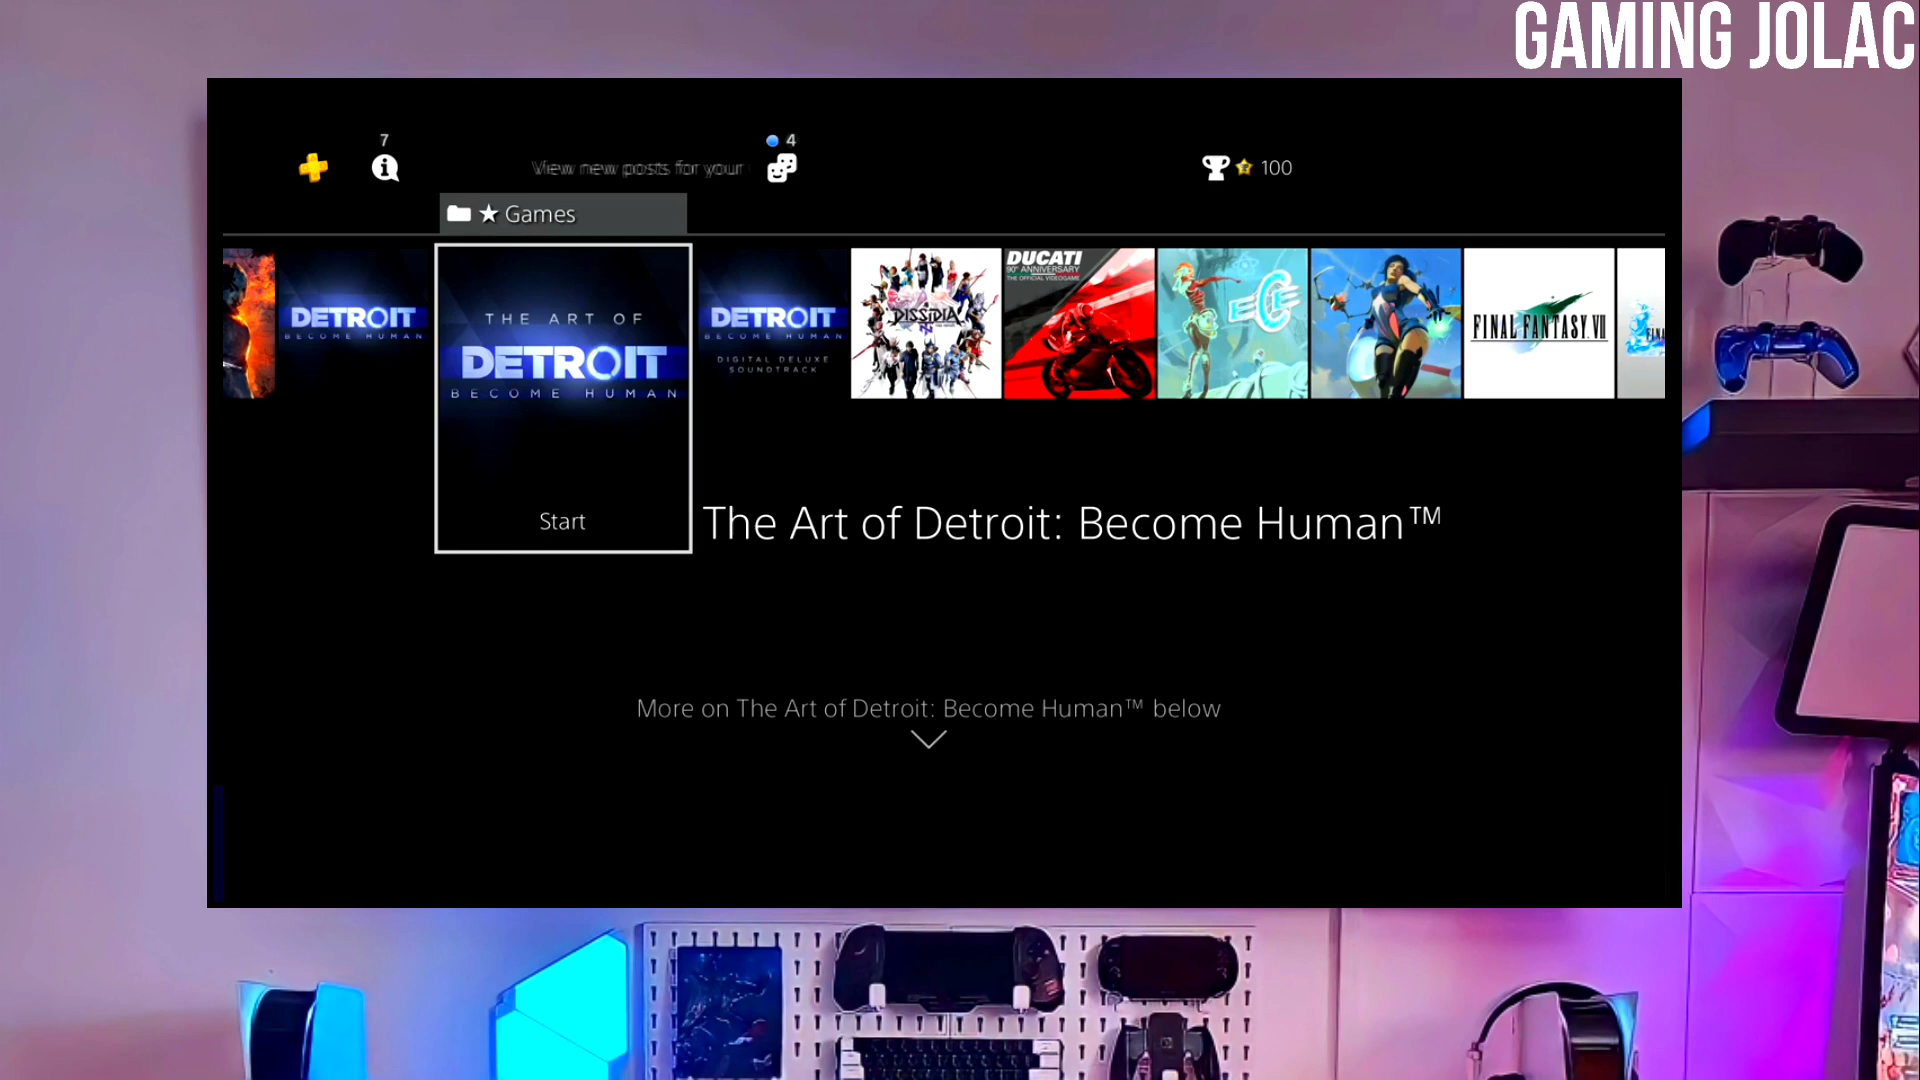 GAMING JOLAC
7
4
View new posts for your
100
★ Games
DETROIT
BECOME HUMAN
THE ART OF
DETROIT
BECOME HUMAN
Start
DETROIT
BECOME HUMAN
DIGITAL DELUXE
SOUNDTRACK
DISSIDIA
NT
DUCATI
90° ANNIVERSARY
THE OFFICIAL VIDEOGAME
FINAL FANTASY VII
FINA
The Art of Detroit: Become Human™
More on The Art of Detroit: Become Human™ below